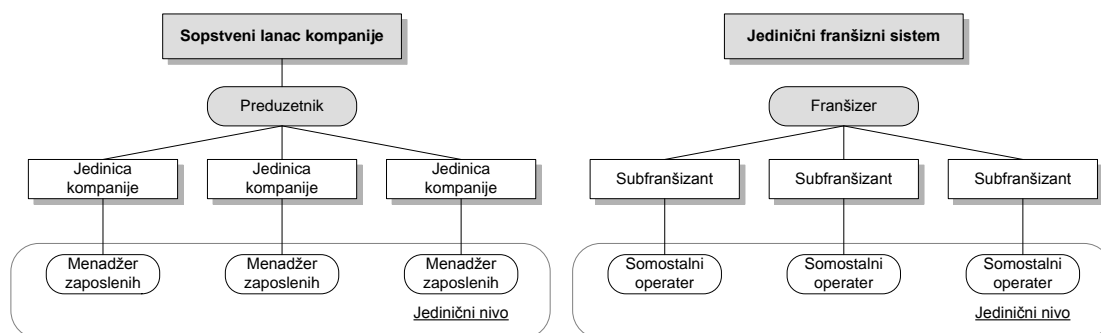 Sopstveni lanac kompanije
Preduzetnik
Jedinica
kompanije
Jedinica
kompanije
Jedinica
kompanije
Menadžer
zaposlenih
Menadžer
zaposlenih
Menadžer
zaposlenih
Jedinični nivo
Jedinični franšizni sistem
Franšizer
Subfranšizant
Subfranšizant
Subfranšizant
Somostalni
operater
Somostalni
operater
Somostalni
operater
Jedinični nivo